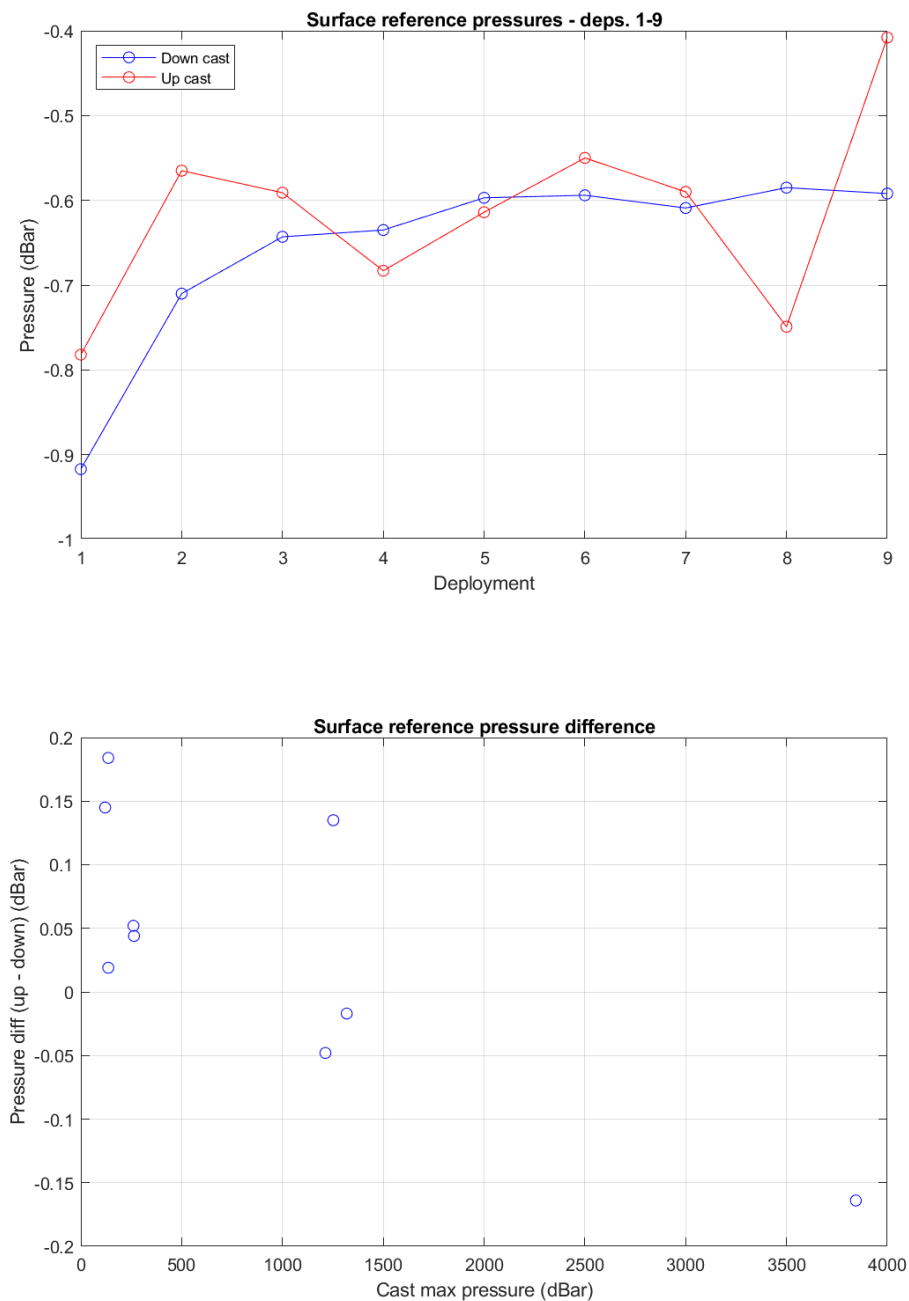 Surface reference pressures - deps. 1-9
-0.4
Down cast
Up cast
-0.5
-0.6
-0.7
-0.8
-0.9
-1
Pressure (dBar)
1 2 3 4 5 6 7 8 9
Deployment
Surface reference pressure difference
0.2
0.15
0.1
0.05
0
-0.05
-0.1
-0.15
-0.2
Pressure diff (up - down) (dBar)
0 500 1000 1500 2000 2500 3000 3500 4000
Cast max pressure (dBar)